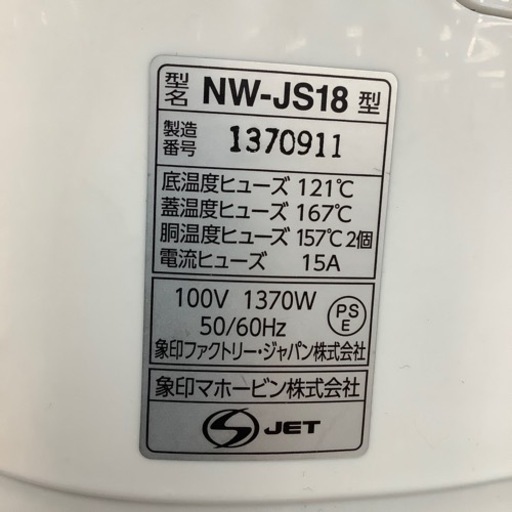 型名 NW-JS18 型
製造番号 1370911
底温度ヒューズ 121℃
蓋温度ヒューズ 167℃
胴温度ヒューズ 157℃ 2個
電流ヒューズ 15A
100V 1370W
50/60Hz
PSE
象印ファクトリー・ジャパン株式会社
象印マホービン株式会社
S JET